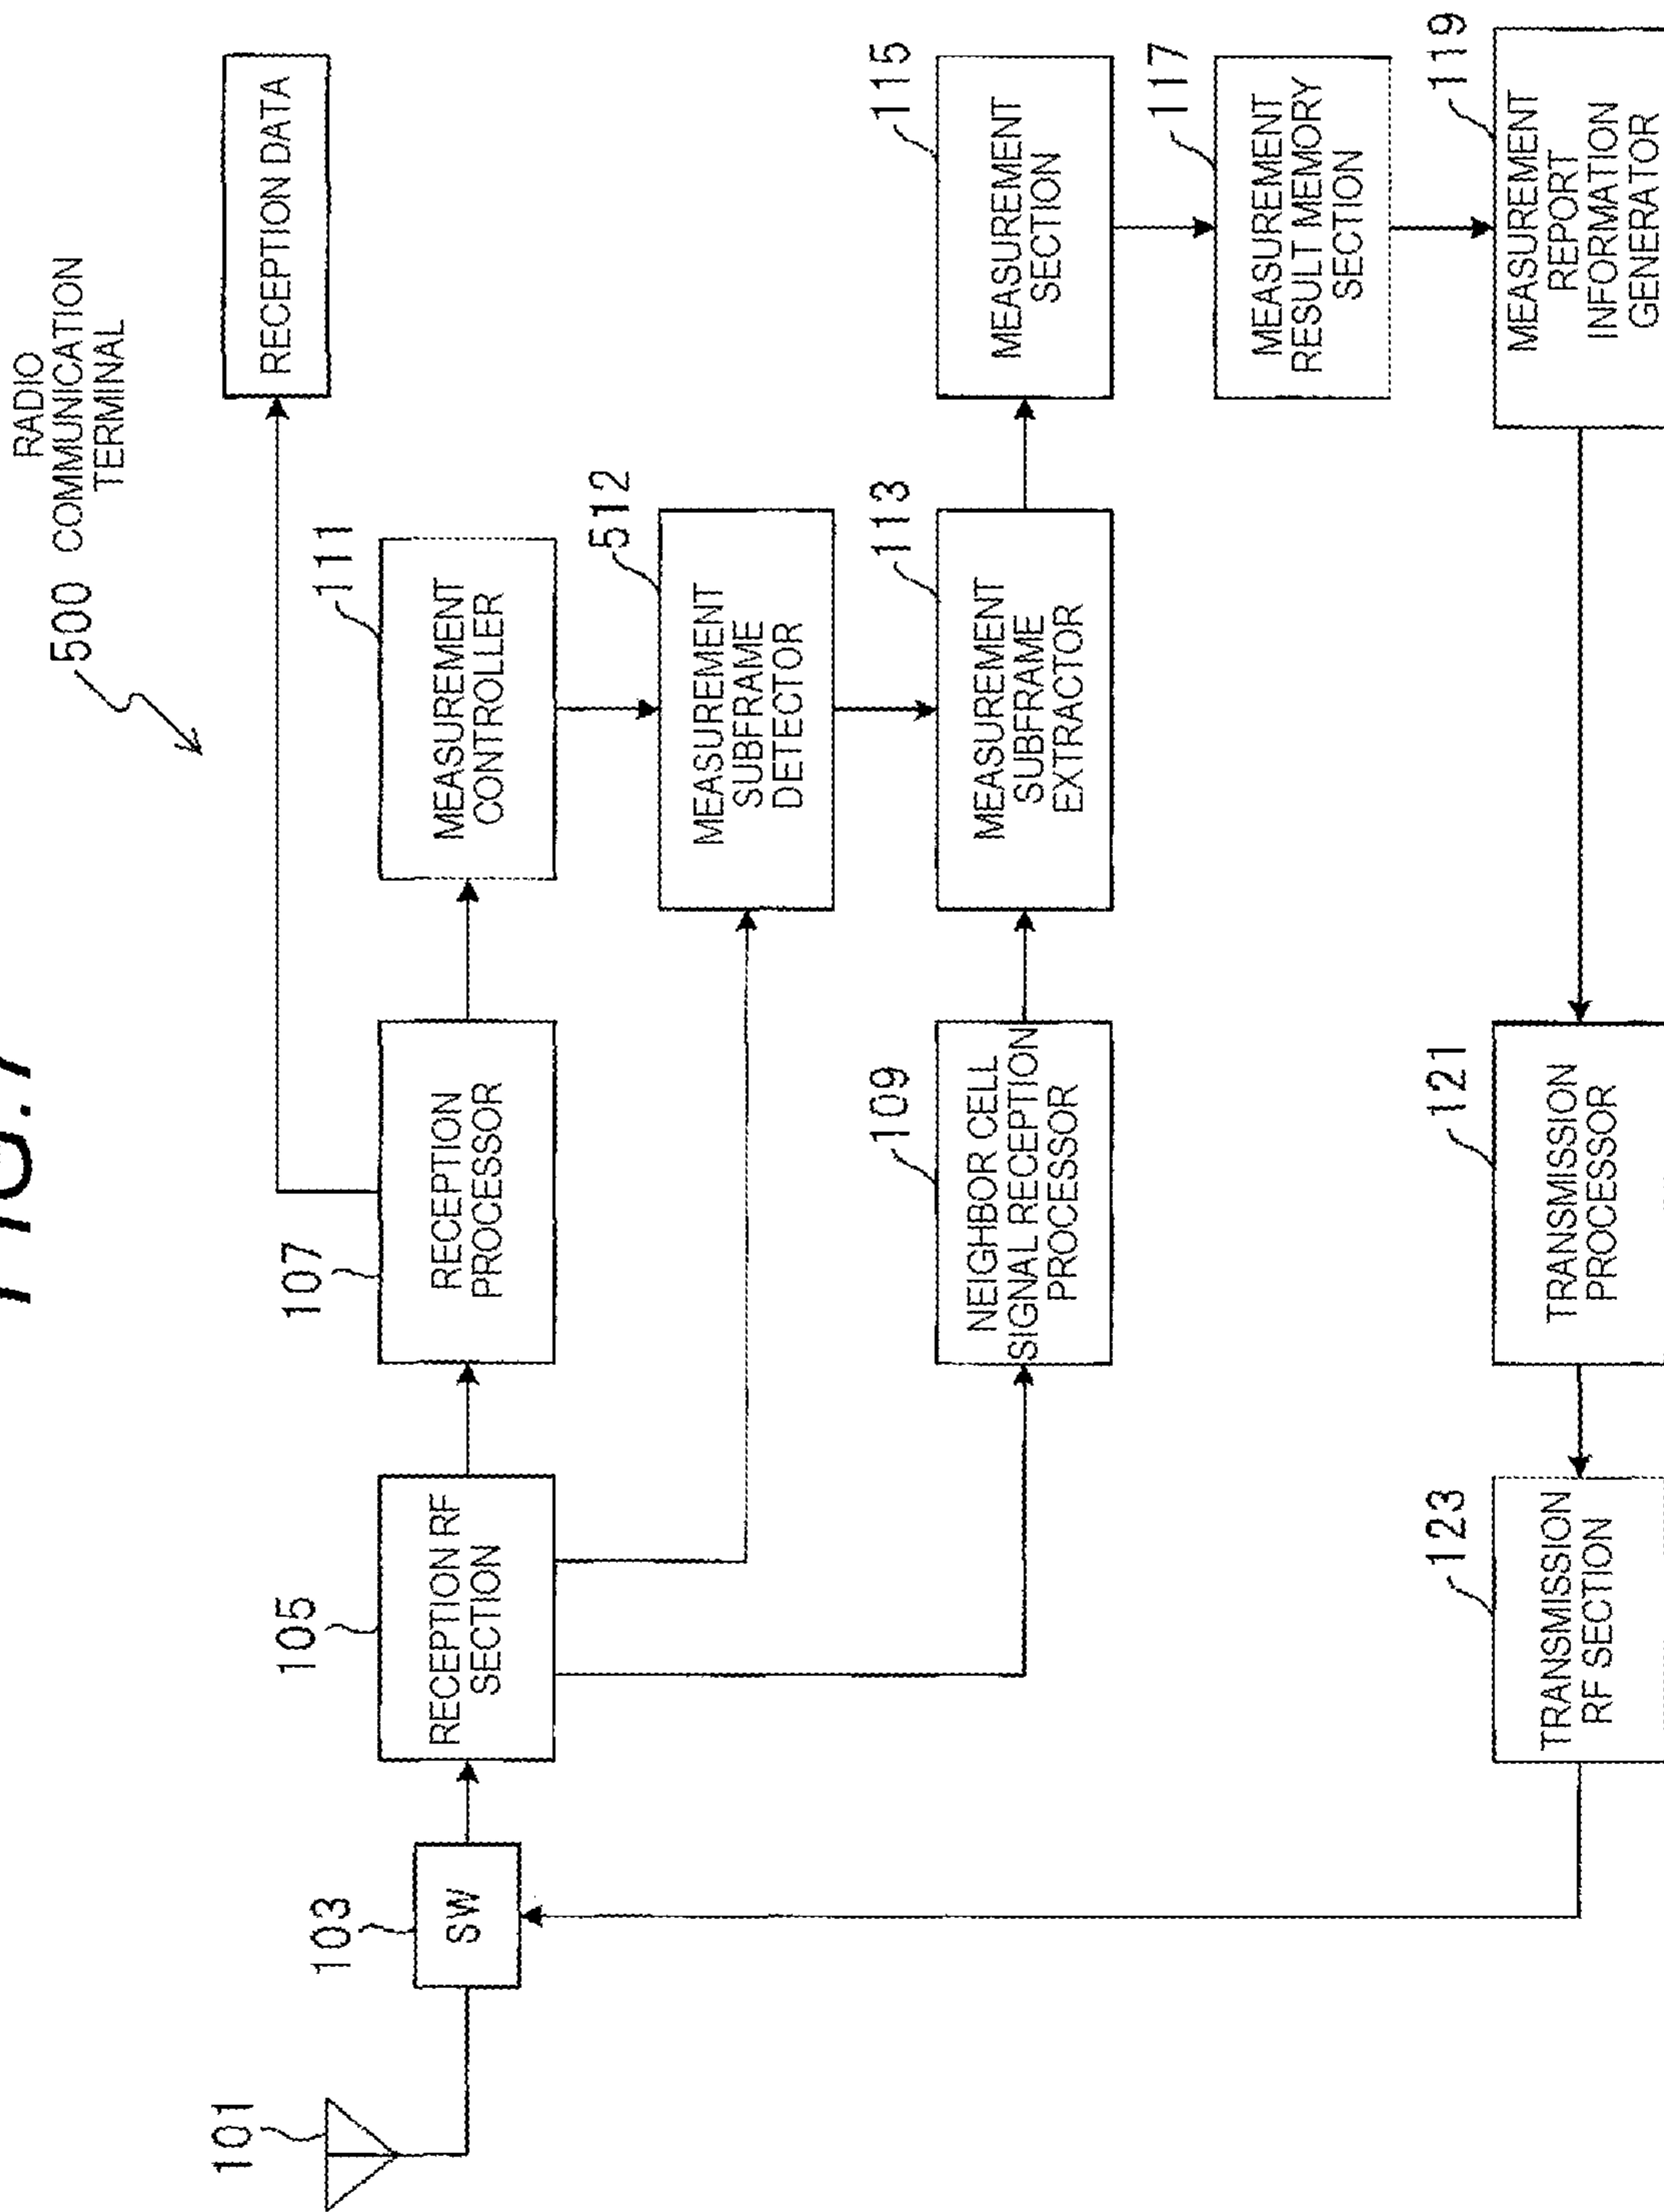 FIG.7
RADIO
500 COMMUNICATION
TERMINAL
RECEPTION DATA
101
103
SW
105
RECEPTION RF
SECTION
107
RECEPTION
PROCESSOR
111
MEASUREMENT
CONTROLLER
512
MEASUREMENT
SUBFRAME
DETECTOR
109
NEIGHBOR CELL
SIGNAL RECEPTION
PROCESSOR
113
MEASUREMENT
SUBFRAME
EXTRACTOR
115
MEASUREMENT
SECTION
117
MEASUREMENT
RESULT MEMORY
SECTION
123
TRANSMISSION
RF SECTION
121
TRANSMISSION
PROCESSOR
119
MEASUREMENT
REPORT
INFORMATION
GENERATOR